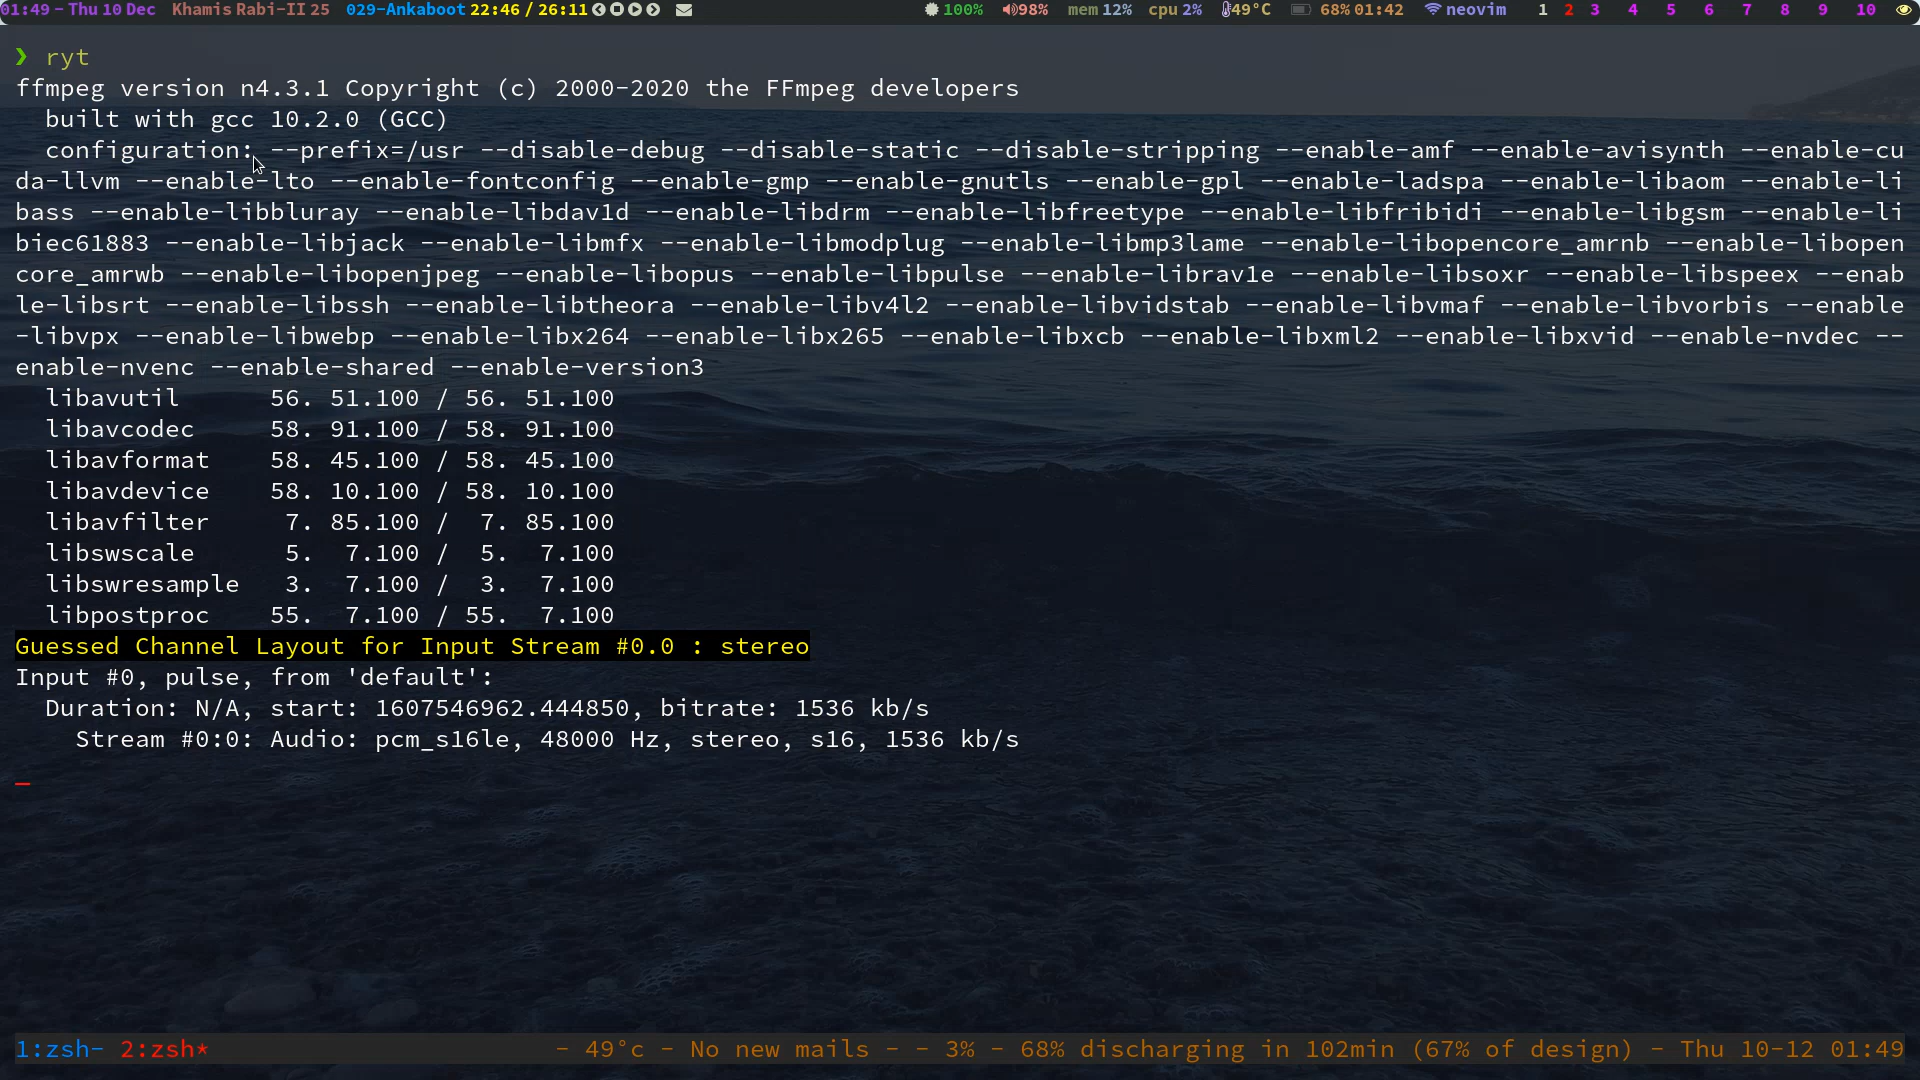 01:49 - Thu 10 Dec Khamis Rabi-II 25 029-Ankaboot 22:46 / 26:11 100% 98% mem 12% cpu 2% 49°C 68% 01:42 neovim 1 2 3 4 5 6 7 8 9 10
❯ ryt
ffmpeg version n4.3.1 Copyright (c) 2000-2020 the FFmpeg developers
built with gcc 10.2.0 (GCC)
configuration: --prefix=/usr --disable-debug --disable-static --disable-stripping --enable-amf --enable-avisynth --enable-cu
da-llvm --enable-lto --enable-fontconfig --enable-gmp --enable-gnutls --enable-gpl --enable-ladspa --enable-libaom --enable-li
bass --enable-libbluray --enable-libdav1d --enable-libdrm --enable-libfreetype --enable-libfribidi --enable-libgsm --enable-li
biec61883 --enable-libjack --enable-libmfx --enable-libmodplug --enable-libmp3lame --enable-libopencore_amrnb --enable-libopen
core_amrwb --enable-libopenjpeg --enable-libopus --enable-libpulse --enable-librav1e --enable-libsoxr --enable-libspeex --enab
le-libsrt --enable-libssh --enable-libtheora --enable-libv4l2 --enable-libvidstab --enable-libvmaf --enable-libvorbis --enable
-libvpx --enable-libwebp --enable-libx264 --enable-libx265 --enable-libxcb --enable-libxml2 --enable-libxvid --enable-nvdec --
enable-nvenc --enable-shared --enable-version3
libavutil 56. 51.100 / 56. 51.100
libavcodec 58. 91.100 / 58. 91.100
libavformat 58. 45.100 / 58. 45.100
libavdevice 58. 10.100 / 58. 10.100
libavfilter 7. 85.100 / 7. 85.100
libswscale 5. 7.100 / 5. 7.100
libswresample 3. 7.100 / 3. 7.100
libpostproc 55. 7.100 / 55. 7.100
Guessed Channel Layout for Input Stream #0.0 : stereo
Input #0, pulse, from 'default':
Duration: N/A, start: 1607546962.444850, bitrate: 1536 kb/s
Stream #0:0: Audio: pcm_s16le, 48000 Hz, stereo, s16, 1536 kb/s
1:zsh- 2:zsh* - 49°c - No new mails - - 3% - 68% discharging in 102min (67% of design) - Thu 10-12 01:49